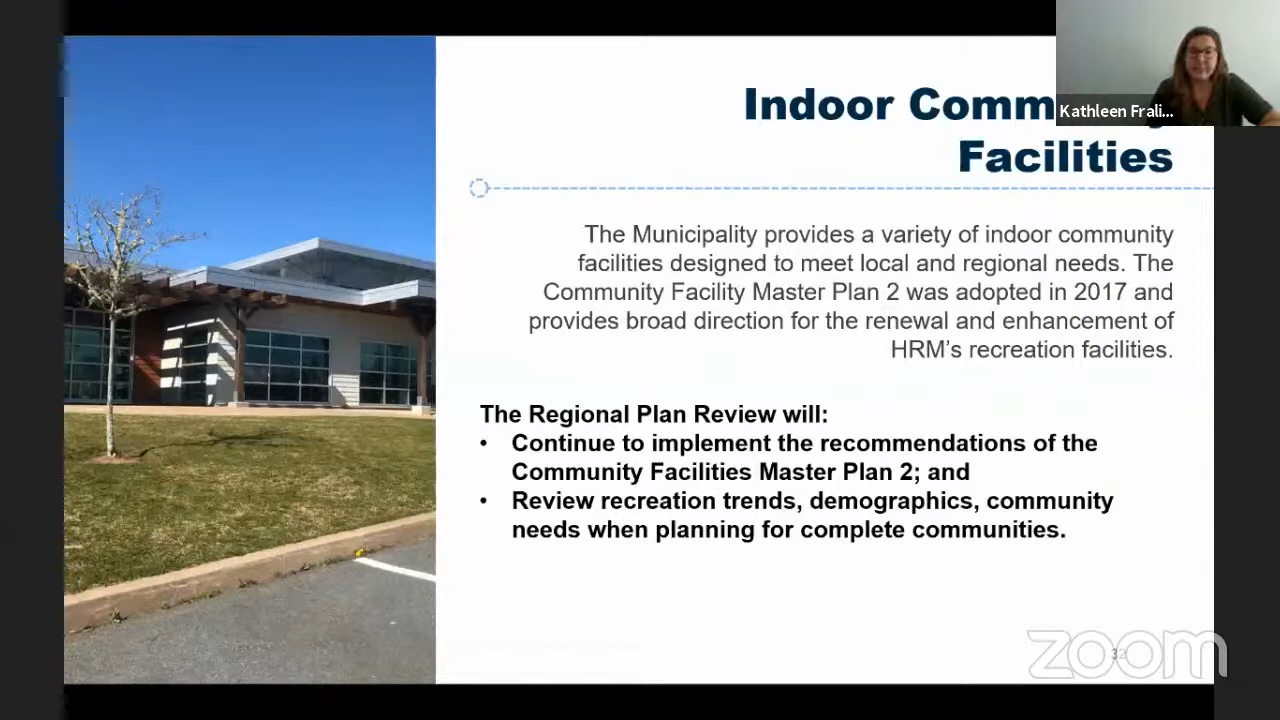 Indoor Comm
Facilities
Kathleen Frali...
The Municipality provides a variety of indoor community
facilities designed to meet local and regional needs. The
Community Facility Master Plan 2 was adopted in 2017 and
provides broad direction for the renewal and enhancement of
HRM's recreation facilities.
The Regional Plan Review will:
• Continue to implement the recommendations of the
Community Facilities Master Plan 2; and
• Review recreation trends, demographics, community
needs when planning for complete communities.
zoom
32